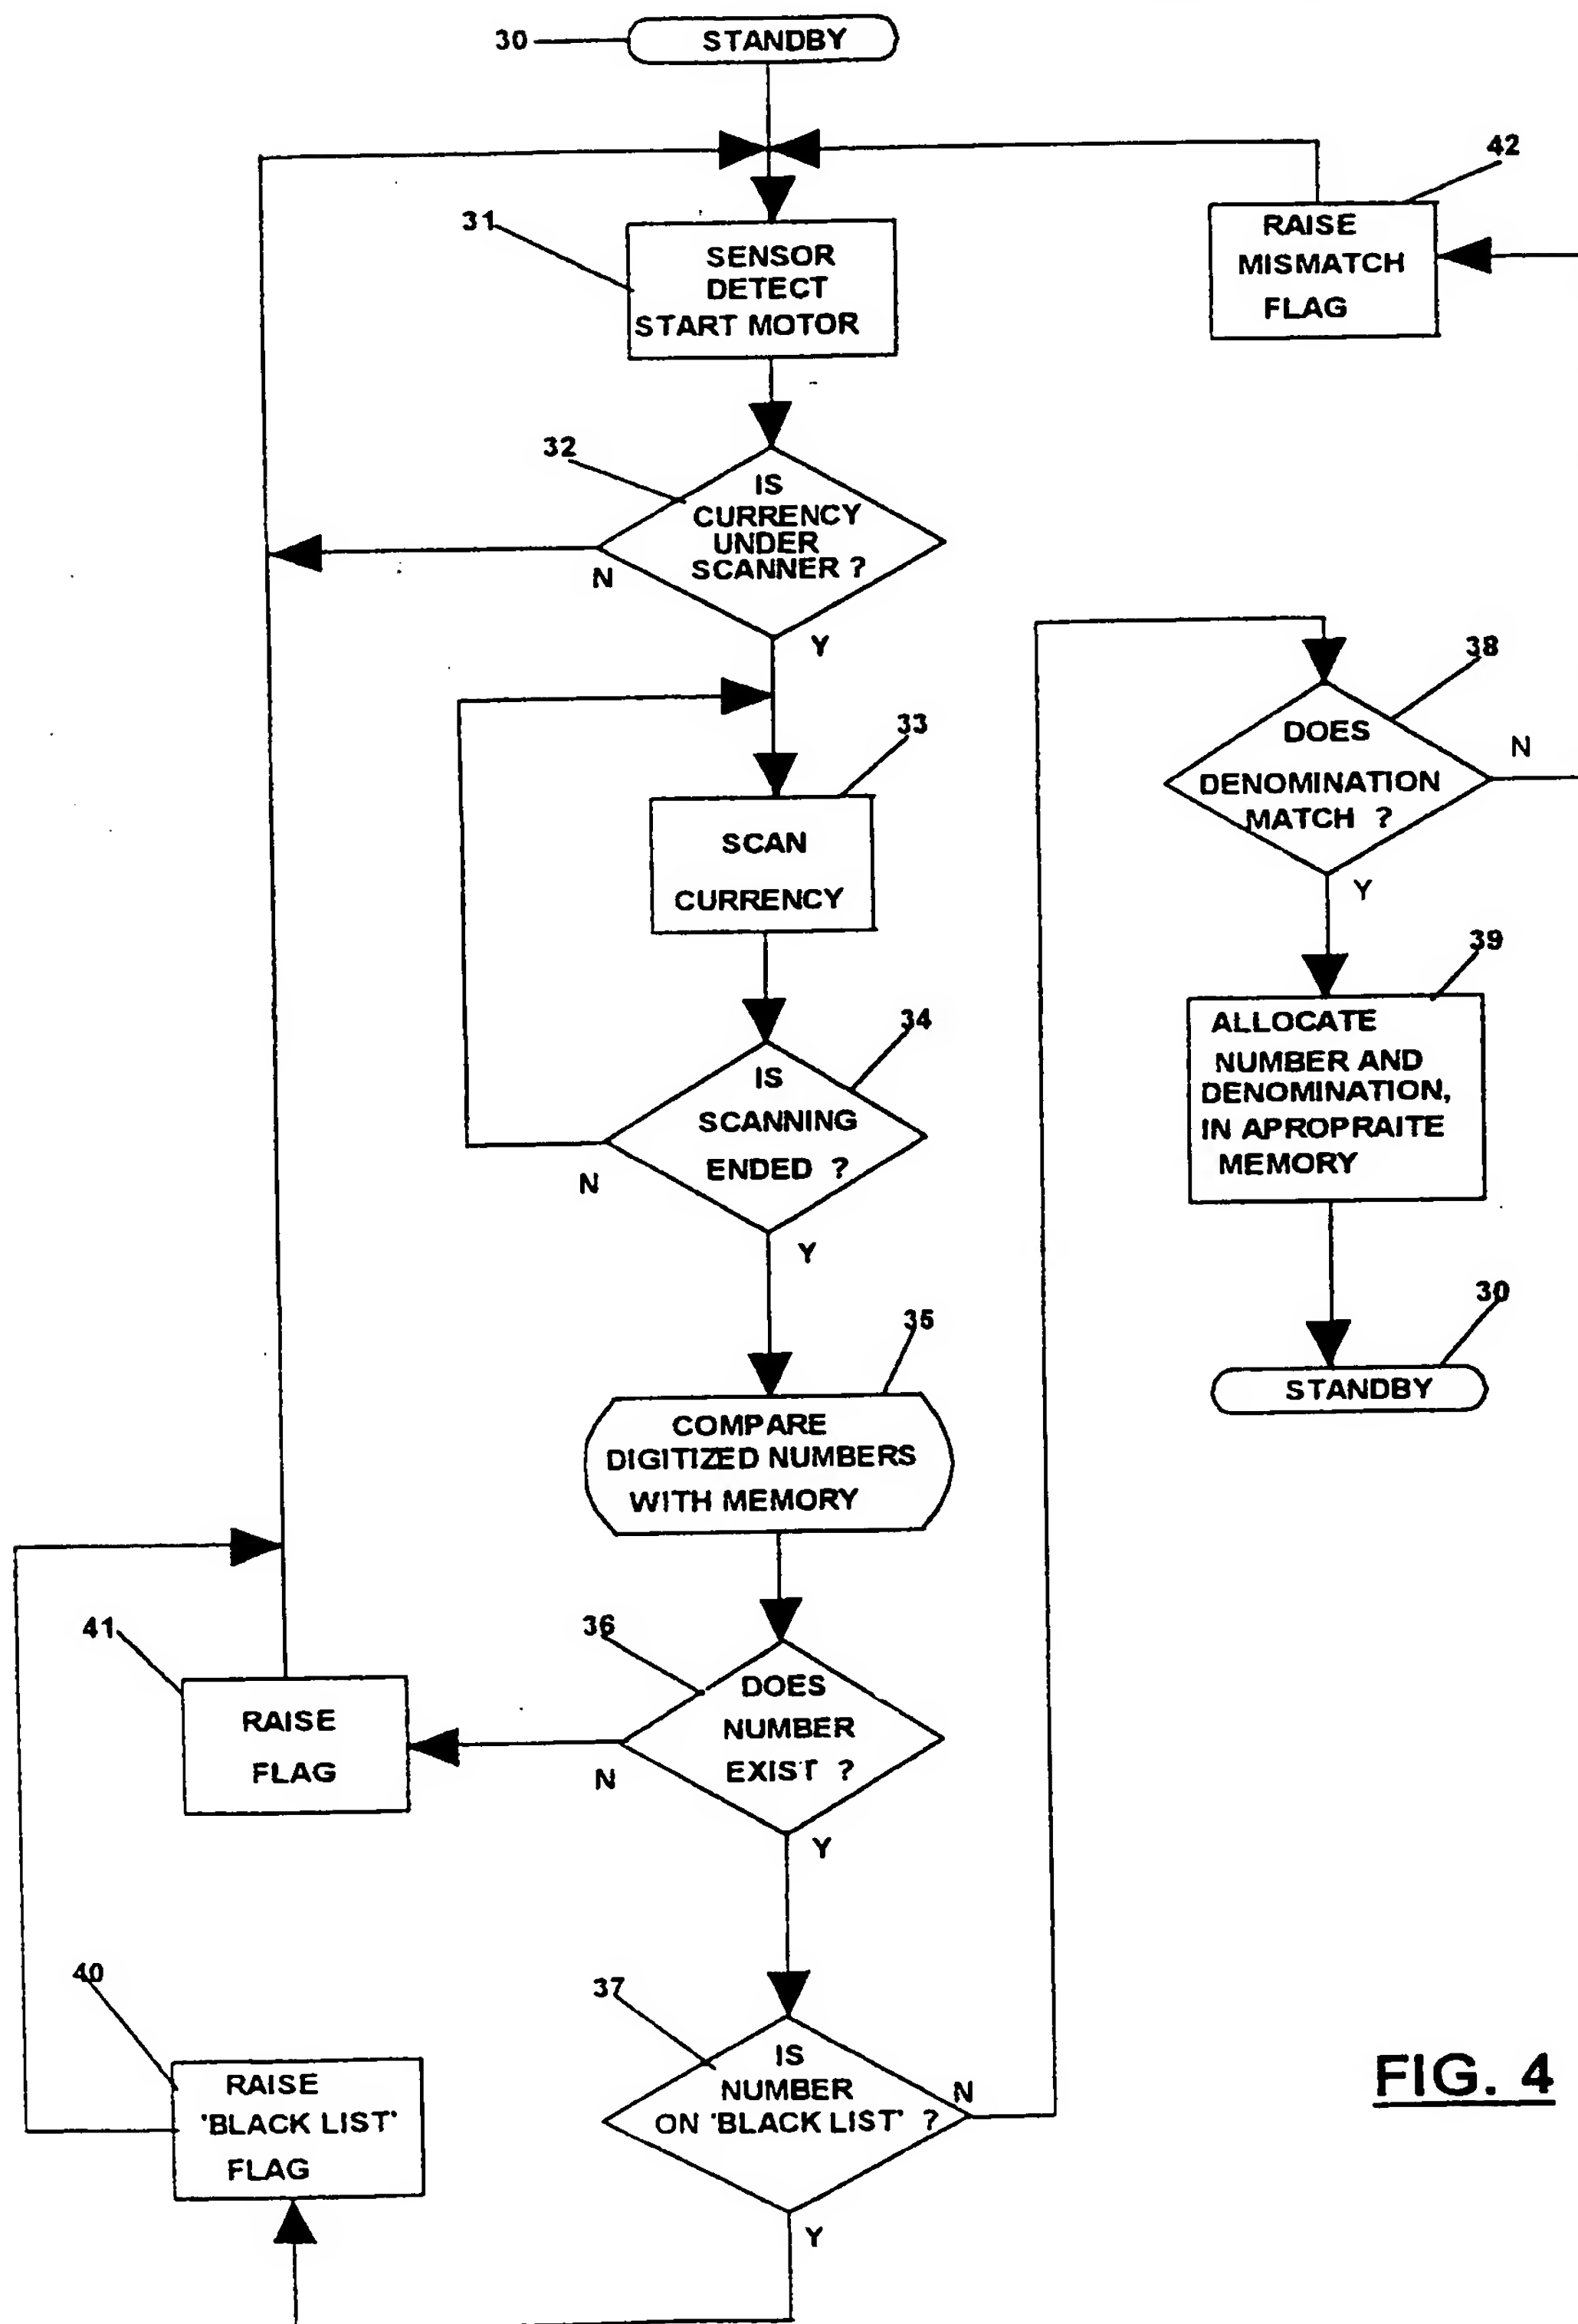 30
STANDBY
42
31
SENSOR
DETECT
START MOTOR
RAISE
MISMATCH
FLAG
32
IS
CURRENCY
UNDER
SCANNER ?
N
Y
38
DOES
DENOMINATION
MATCH ?
N
Y
33
SCAN
CURRENCY
39
ALLOCATE
NUMBER AND
DENOMINATION,
IN APROPRAITE
MEMORY
34
IS
SCANNING
ENDED ?
N
Y
30
STANDBY
35
COMPARE
DIGITIZED NUMBERS
WITH MEMORY
41
RAISE
FLAG
36
DOES
NUMBER
EXIST ?
N
Y
40
RAISE
'BLACK LIST'
FLAG
37
IS
NUMBER
ON 'BLACK LIST' ?
N
Y
FIG. 4